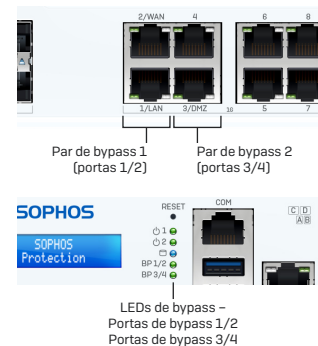 2/WAN 4 6 8
1/LAN 3/DMZ 10 5 7
Par de bypass 1
(portas 1/2)
Par de bypass 2
(portas 3/4)
SOPHOS
RESET
COM
C D
A B
SOPHOS
Protection
1
2
BP 1/2
BP 3/4
LEDs de bypass –
Portas de bypass 1/2
Portas de bypass 3/4